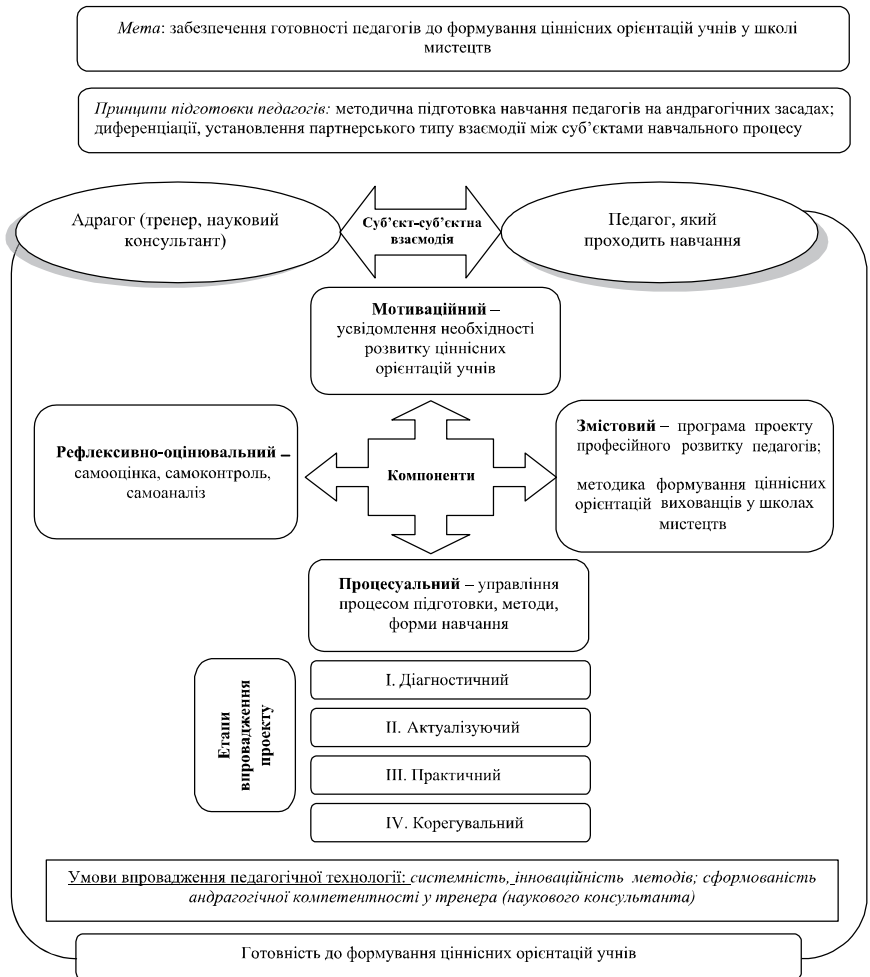 Мета: забезпечення готовності педагогів до формування ціннісних орієнтацій учнів у школі
мистецтв
Принципи підготовки педагогів: методична підготовка навчання педагогів на андрагогічних засадах;
диференціації, установлення партнерського типу взаємодії між суб’єктами навчального процесу
Адрагог (тренер, науковий
консультант)
Суб’єкт-суб’єктна
взаємодія
Педагог, який
проходить навчання
Мотиваційний –
усвідомлення необхідності
розвитку ціннісних
орієнтацій учнів
Рефлексивно-оцінювальний –
самооцінка, самоконтроль,
самоаналіз
Компоненти
Змістовий – програма проекту
професійного розвитку педагогів;
методика формування ціннісних
орієнтацій вихованців у школах
мистецтв
Процесуальний – управління
процесом підготовки, методи,
форми навчання
Етапи
впровадження
проекту
І. Діагностичний
ІІ. Актуалізуючий
ІІІ. Практичний
IV. Корегувальний
Умови впровадження педагогічної технології: системність, інноваційність методів; сформованість
андрагогічної компетентності у тренера (наукового консультанта)
Готовність до формування ціннісних орієнтацій учнів